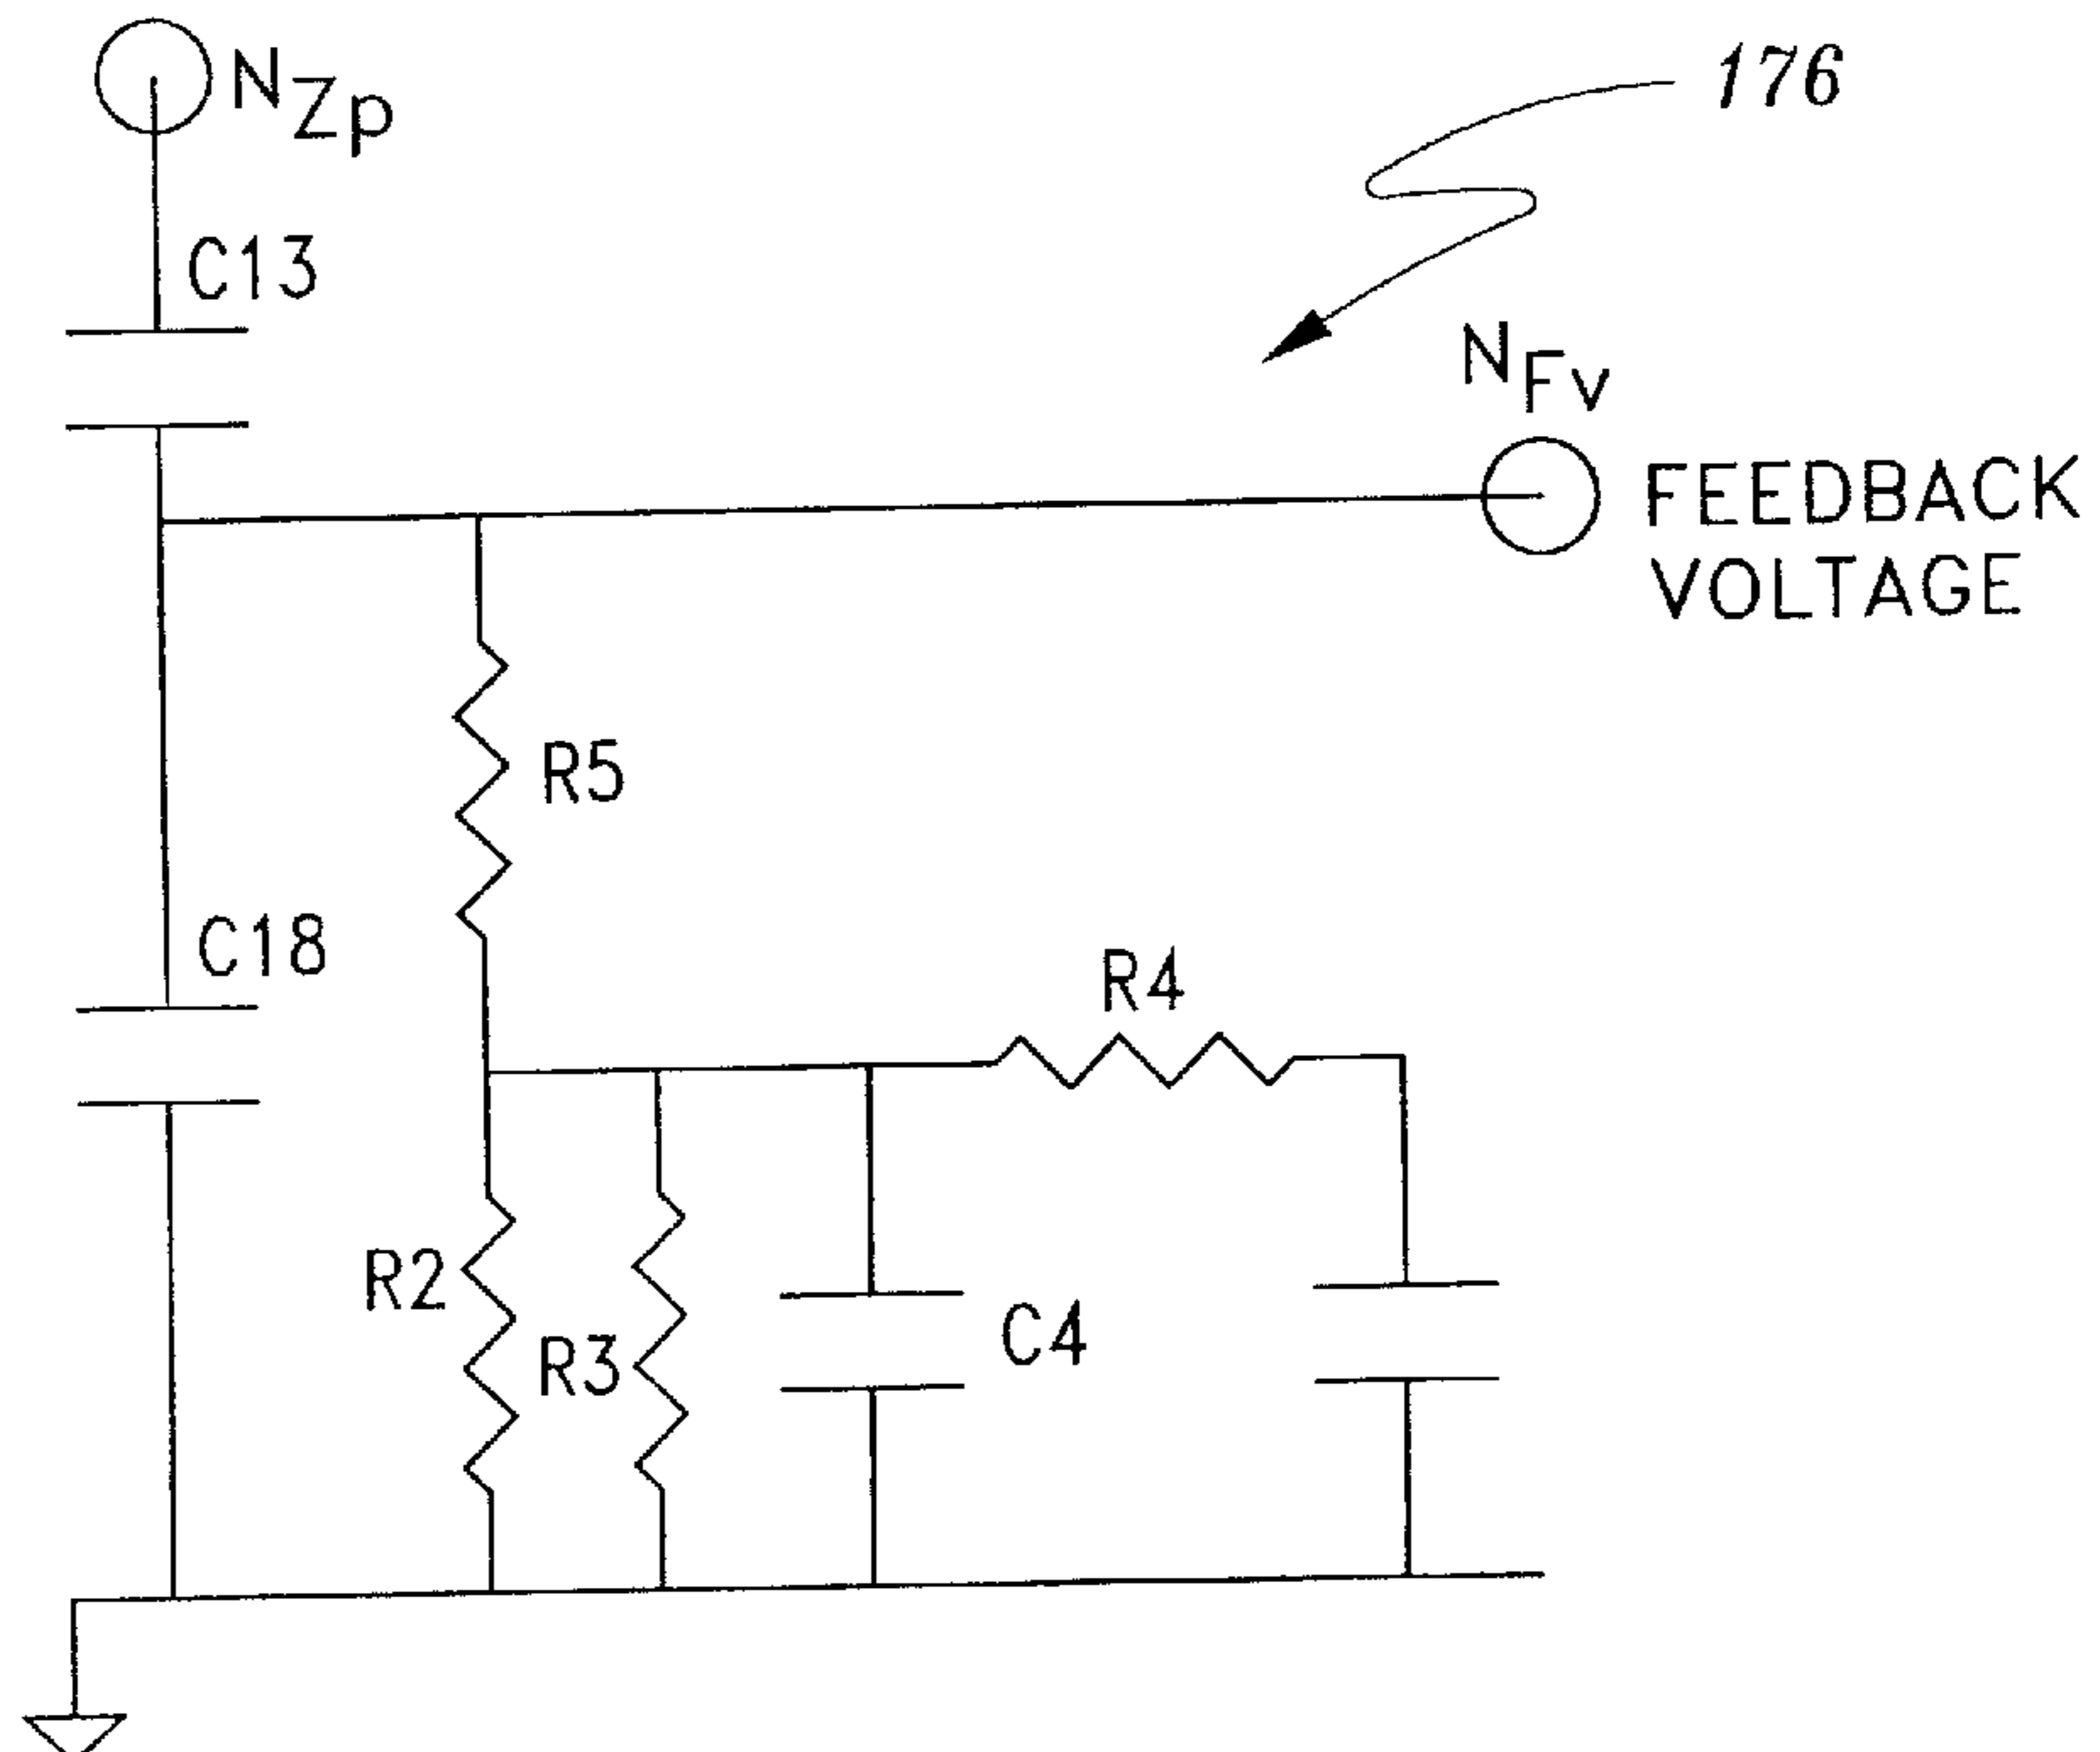 NZp
176
C13
NFv
FEEDBACK
VOLTAGE
R5
C18
R4
R2
R3
C4